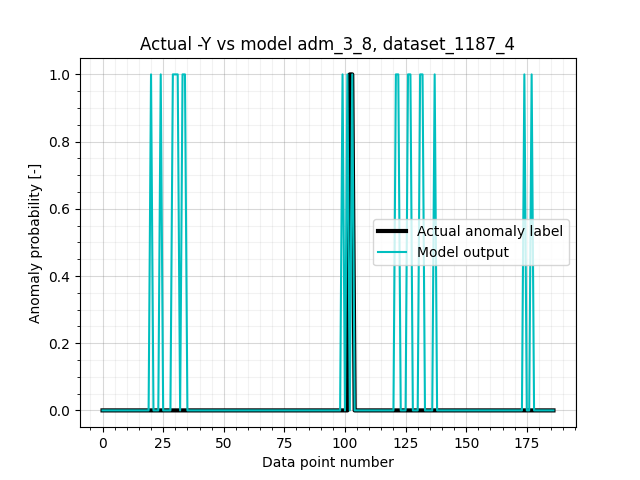 Actual -Y vs model adm_3_8, dataset_1187_4
1.0
0.8
0.6
0.4
0.2
0.0
Anomaly probability [-]
Actual anomaly label
Model output
0 25 50 75 100 125 150 175
Data point number